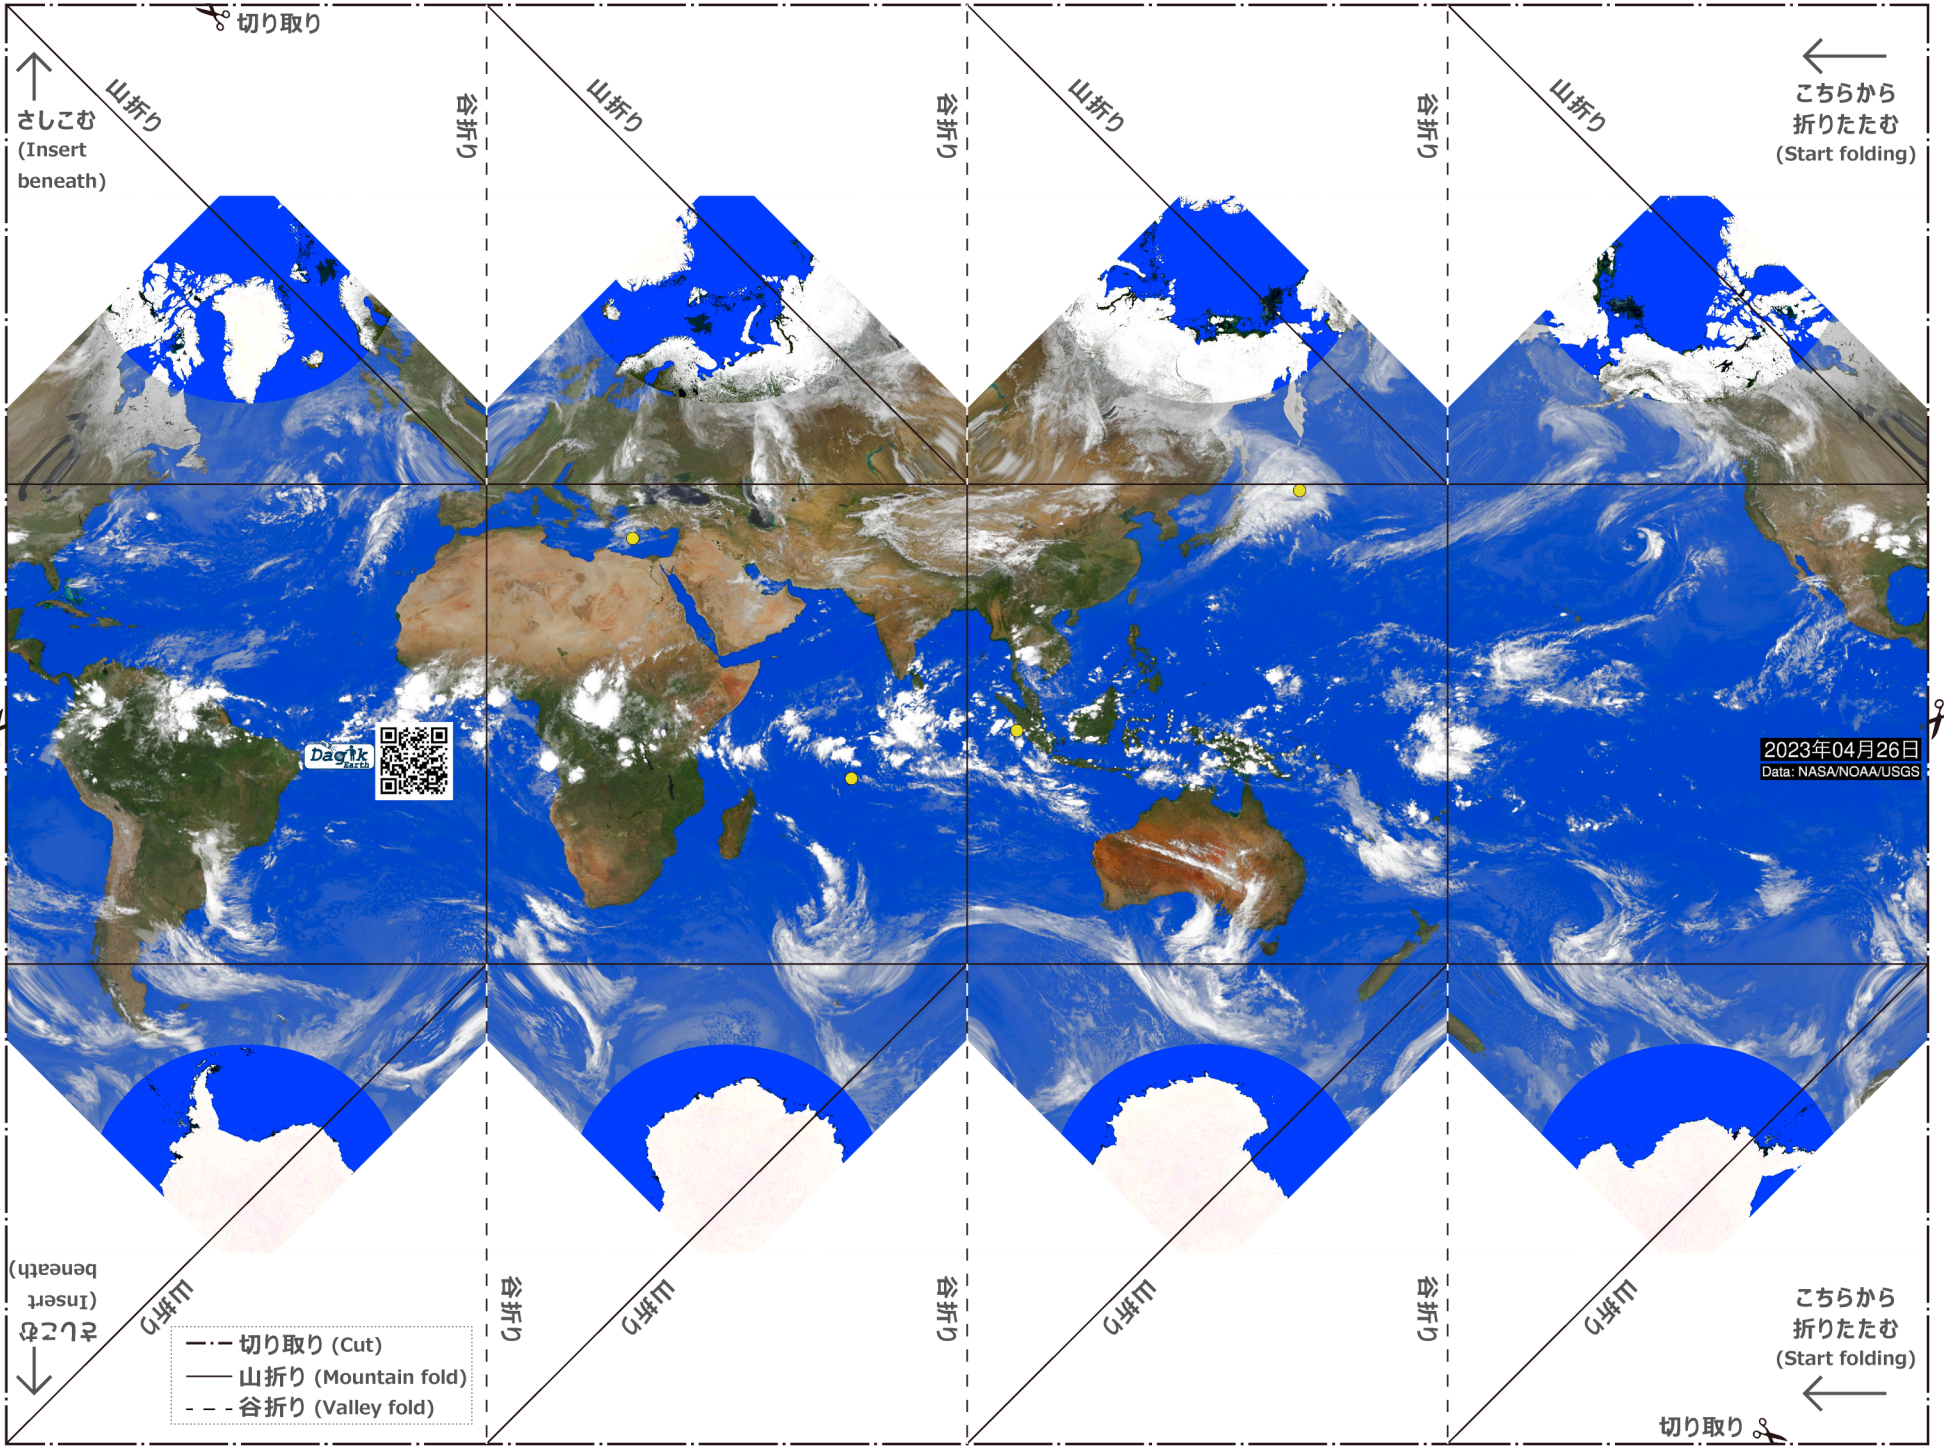 切り取り
山折り
谷折り
山折り
谷折り
山折り
谷折り
山折り
さしこむ
(Insert
beneath)
こちらから
折りたたむ
(Start folding)
Dagik
Earth
2023年04月26日
Data: NASA/NOAA/USGS
さしこむ
(Insert
beneath)
山折り
谷折り
山折り
谷折り
山折り
谷折り
山折り
切り取り (Cut)
山折り (Mountain fold)
谷折り (Valley fold)
こちらから
折りたたむ
(Start folding)
切り取り